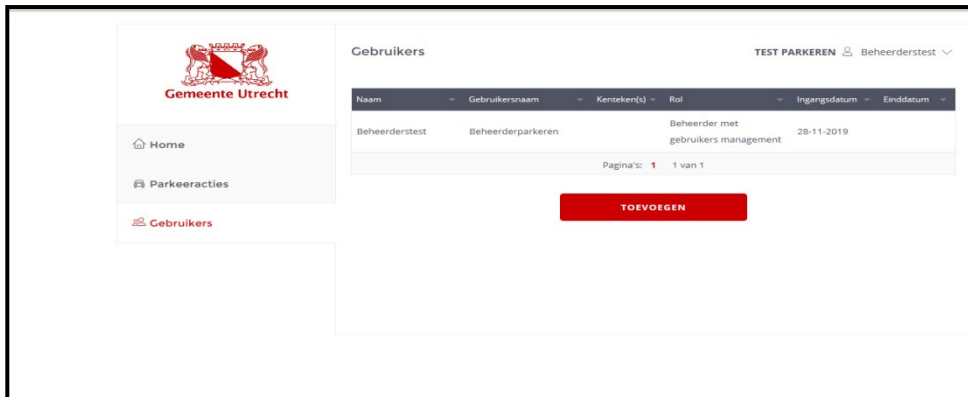 Gemeente Utrecht
Home
Parkeeracties
Gebruikers
Gebruikers
TEST PARKEREN Beheerderstest
Naam Gebruikersnaam Kenteken(s) Rol Ingangsdatum Einddatum
Beheerderstest Beheerderparkeren Beheerder met gebruikers management 28-11-2019
Pagina's: 1 1 van 1
TOEVOEGEN